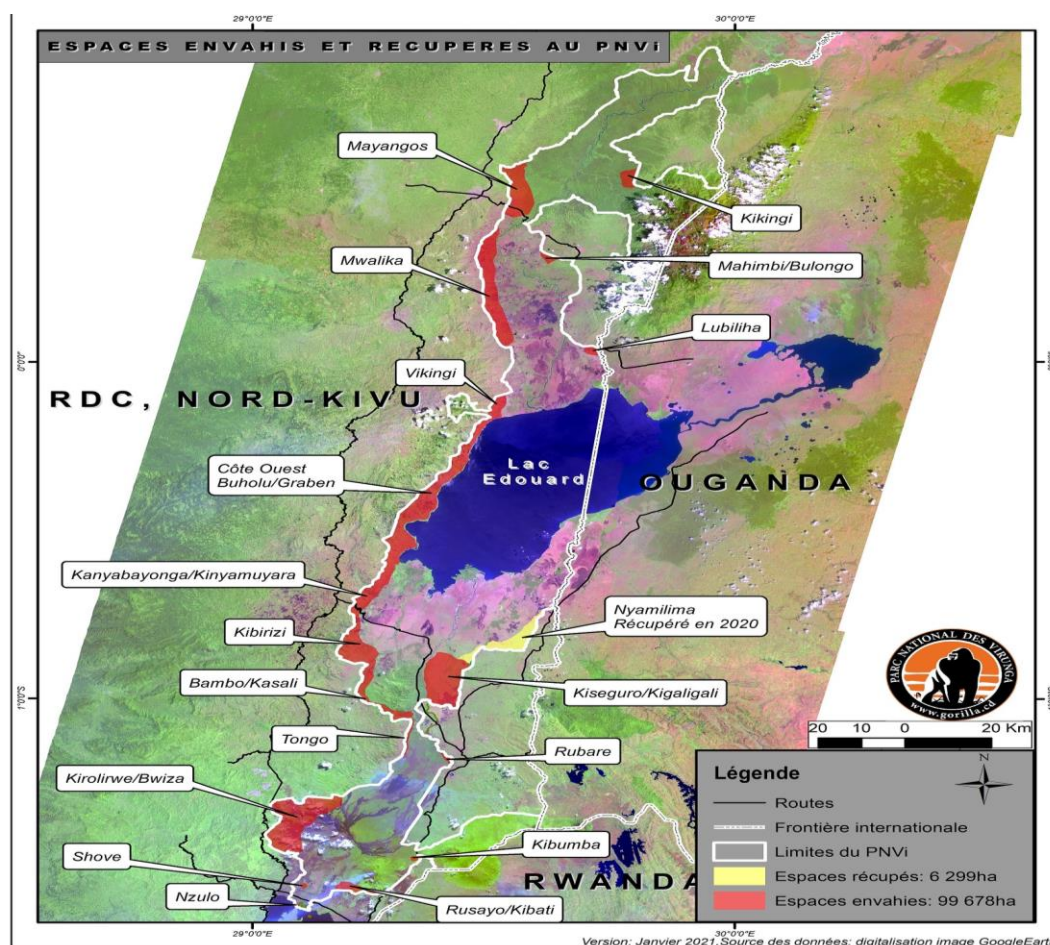 29°0'0"E
30°0'0"E
ESPACES ENVAHIS ET RECUPERES AU PNVi
Mayangos
Kikingi
Mwalika
Mahimbi/Bulongo
Lubiliha
0°0'0"
Vikingi
RDC, NORD-KIVU
Côte Ouest
Buholu/Graben
Lac
Edouard
OUGANDA
Kanyabayonga/Kinyamuyara
Nyamilima
Récupéré en 2020
Kibirizi
Bambo/Kasali
Kiseguro/Kigaligali
PARC NATIONAL DES VIRUNGA
www.gorilla.cd
1°0'0"S
Tongo
Rubare
20 10 0 20 Km
Kirolirwe/Bwiza
Légende
N
Routes
Frontière internationale
Limites du PNVi
Espaces récupés: 6 299ha
Espaces envahies: 99 678ha
Shove
Kibumba
RWANDA
Nzulo
Rusayo/Kibati
29°0'0"E
30°0'0"E
Version: Janvier 2021.Source des données: digitalisation image GoogleEart